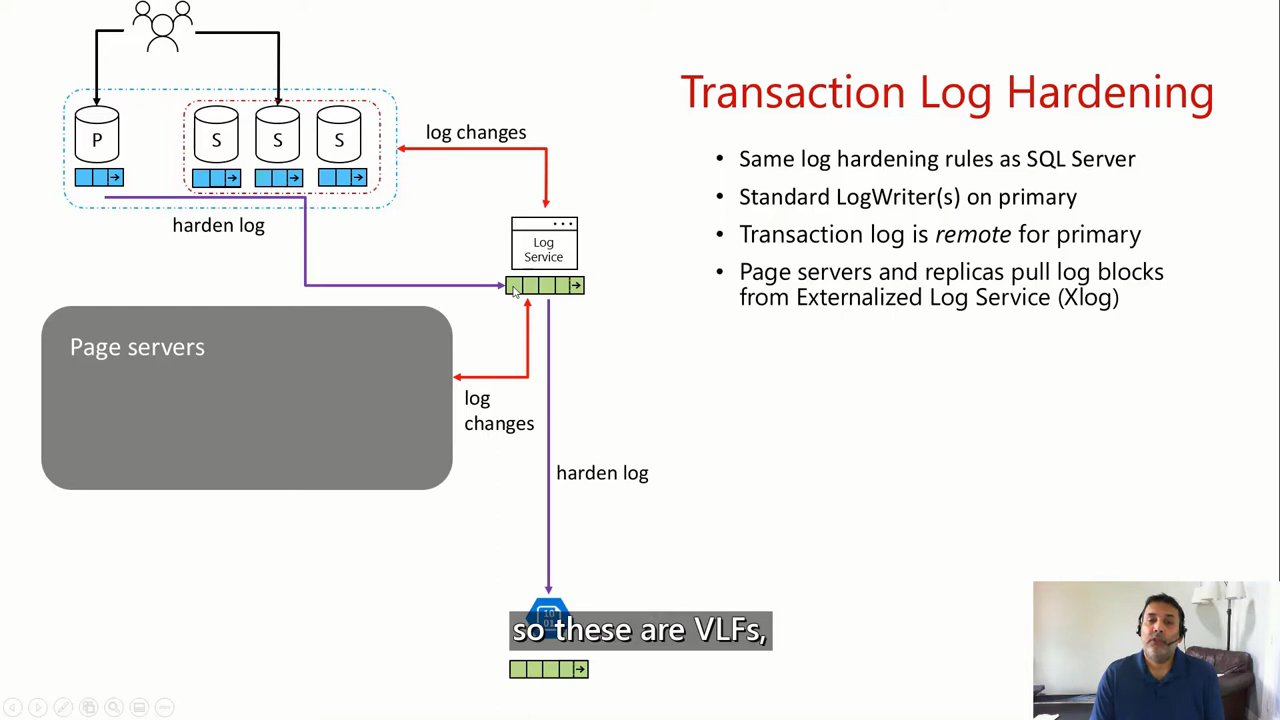 P
S
S
S
log changes
harden log
Log
Service
Page servers
log
changes
harden log
10
01
so these are VLFs,
Transaction Log Hardening
• Same log hardening rules as SQL Server
• Standard LogWriter(s) on primary
• Transaction log is remote for primary
• Page servers and replicas pull log blocks
from Externalized Log Service (Xlog)